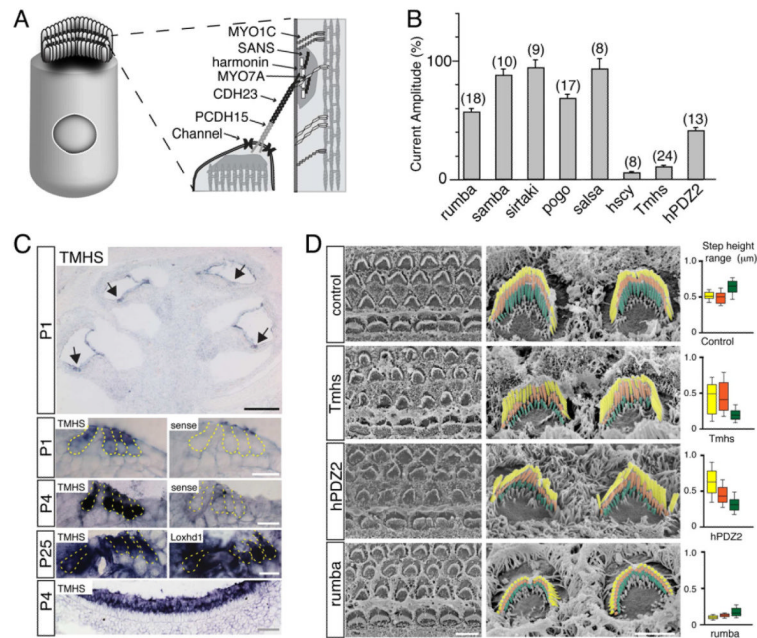 A
MYO1C
SANS
harmonin
MYO7A
CDH23
PCDH15
Channel
B
Current Amplitude (%)
100
0
(18)
(10)
(9)
(17)
(8)
(8)
(24)
(13)
rumba
samba
sirtaki
pogo
salsa
hscy
Tmhs
hPDZ2
C
TMHS
P1
TMHS
sense
P1
TMHS
sense
P4
TMHS
Loxhd1
P25
TMHS
P4
D
Step height
range (µm)
control
1.0
0.5
0
Control
Tmhs
1.0
0.5
0
Tmhs
hPDZ2
1.0
0.5
0
hPDZ2
rumba
1.0
0.5
0
rumba